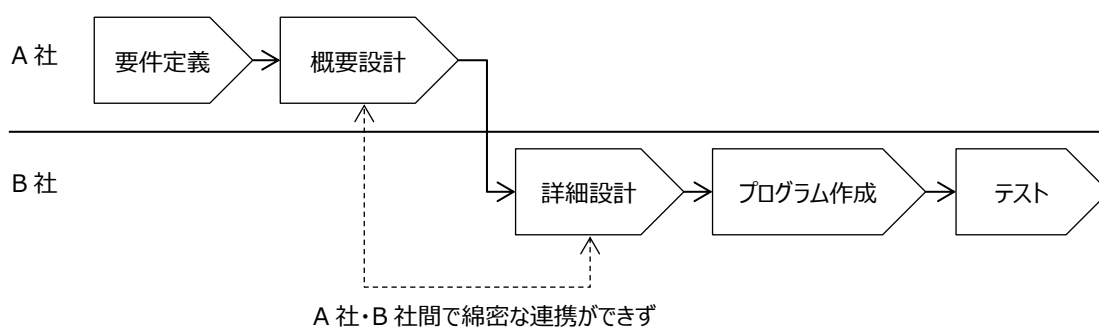 A 社
要件定義
概要設計
B 社
詳細設計
プログラム作成
テスト
A 社・B 社間で綿密な連携ができず